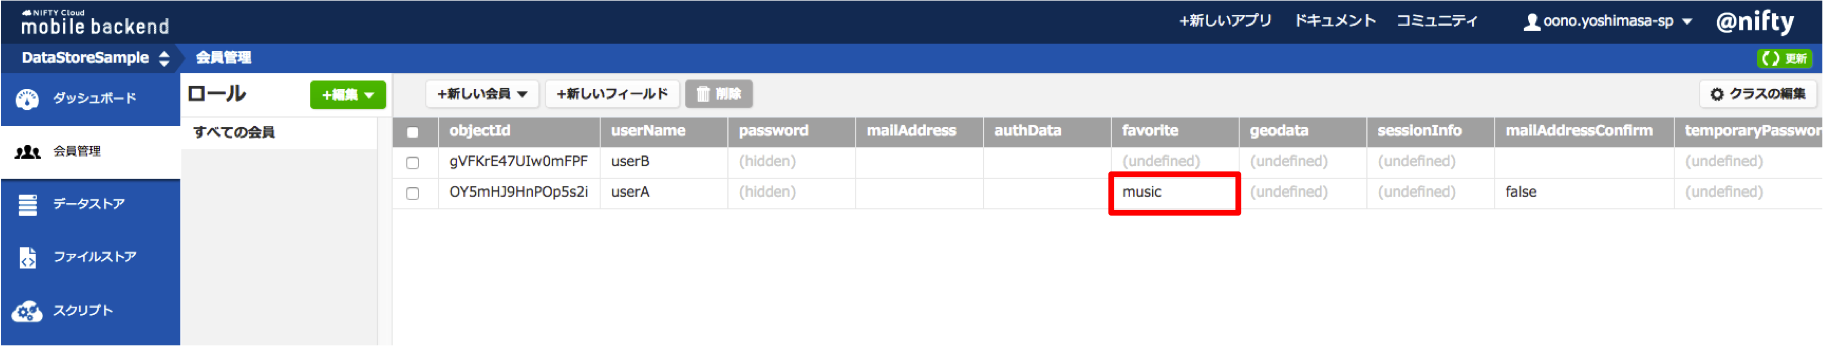 NIFTY Cloud
mobile backend
+新しいアプリ ドキュメント コミュニティ oono.yoshimasa-sp @nifty
DataStoreSample 会員管理 更新
ダッシュボード
会員管理
データストア
ファイルストア
スクリプト
ロール +編集
すべての会員
+新しい会員 +新しいフィールド 削除 クラスの編集
objectId userName password mailAddress authData favorite geodata sessionInfo mailAddressConfirm temporaryPasswor
gVFKrE47UIw0mFPF userB (hidden) (undefined) (undefined) (undefined) (undefined)
OY5mHJ9HnPOp5s2i userA (hidden) music (undefined) (undefined) false (undefined)